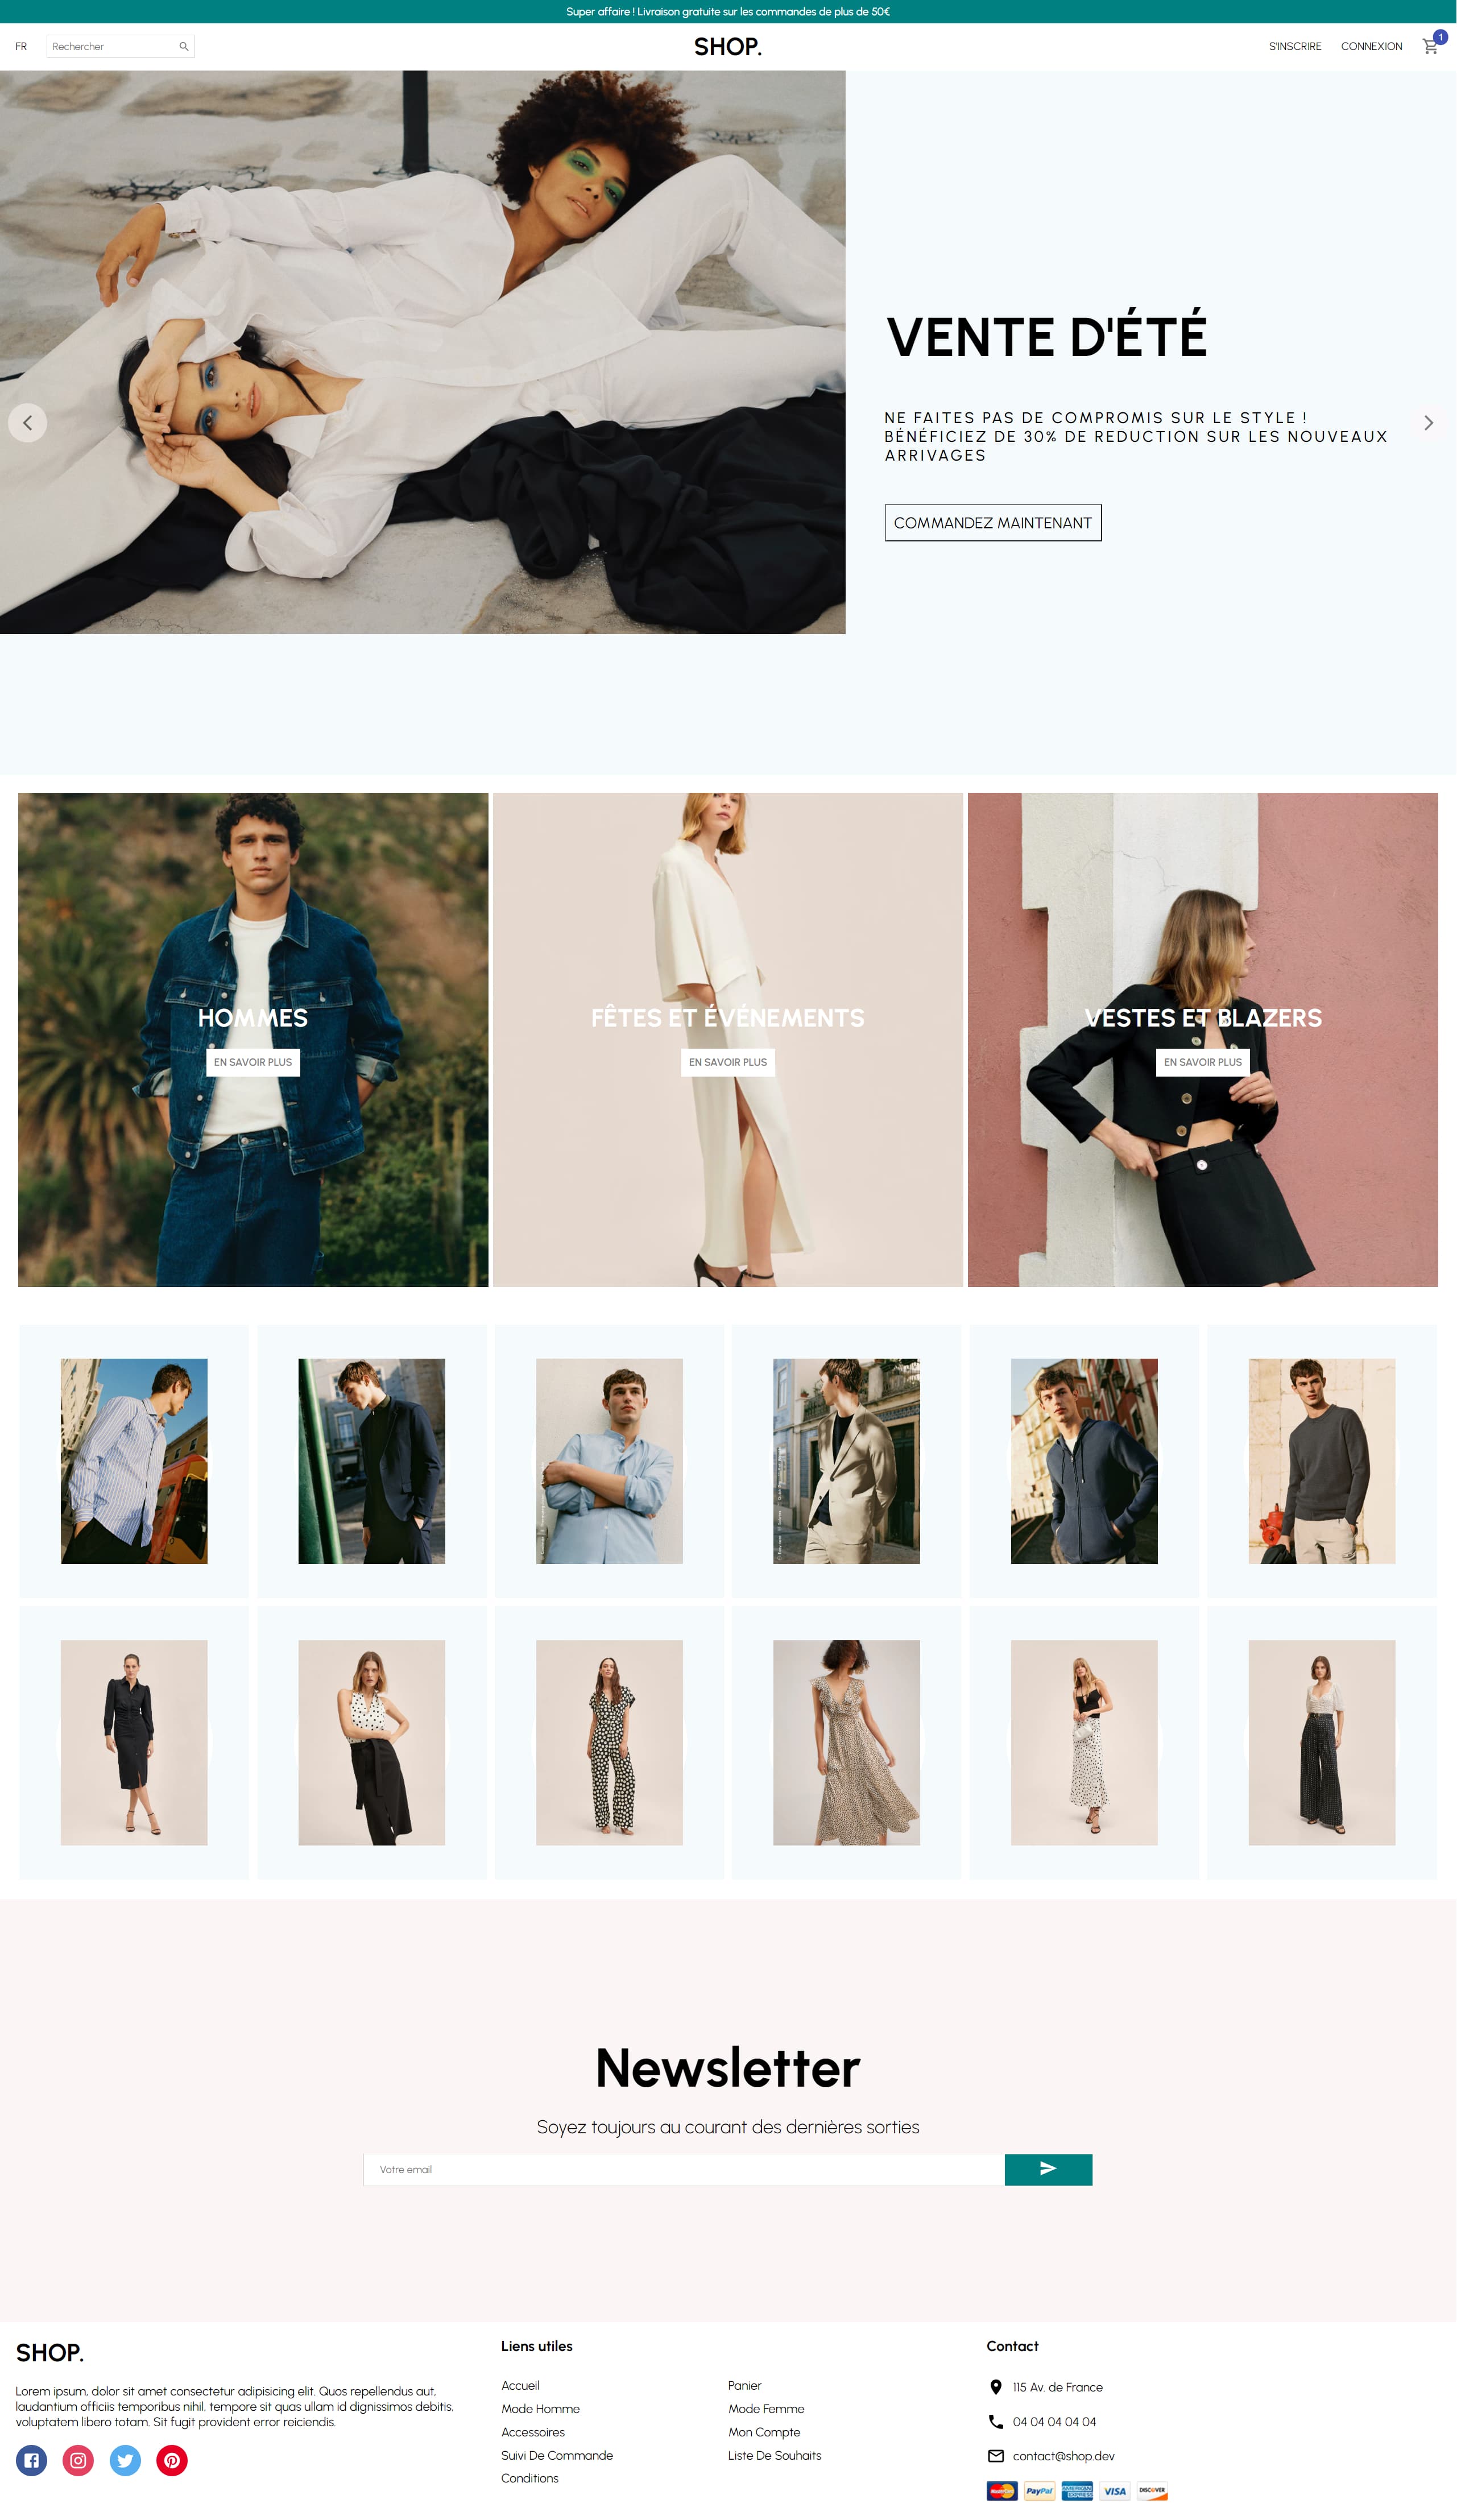 Super affaire ! Livraison gratuite sur les commandes de plus de 50€
FR
Rechercher
SHOP.
S'INSCRIRE
CONNEXION
1
VENTE D'ÉTÉ
NE FAITES PAS DE COMPROMIS SUR LE STYLE !
BÉNÉFICIEZ DE 30% DE REDUCTION SUR LES NOUVEAUX
ARRIVAGES
COMMANDEZ MAINTENANT
HOMMES
EN SAVOIR PLUS
FÊTES ET ÉVÉNEMENTS
EN SAVOIR PLUS
VESTES ET BLAZERS
EN SAVOIR PLUS
Newsletter
Soyez toujours au courant des dernières sorties
Votre email
SHOP.
Lorem ipsum, dolor sit amet consectetur adipisicing elit. Quos repellendus aut,
laudantium officiis temporibus nihil, tempore sit quas ullam id dignissimos debitis,
voluptatem libero totam. Sit fugit provident error reiciendis.
Liens utiles
Accueil
Panier
Mode Homme
Mode Femme
Accessoires
Mon Compte
Suivi De Commande
Liste De Souhaits
Conditions
Contact
115 Av. de France
04 04 04 04 04
contact@shop.dev
MasterCard
PayPal
AMERICAN EXPRESS
VISA
DISCOVER